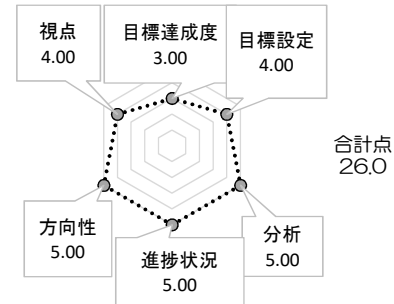 視点
4.00
目標達成度
3.00
目標設定
4.00
合計点
26.0
方向性
5.00
進捗状況
5.00
分析
5.00